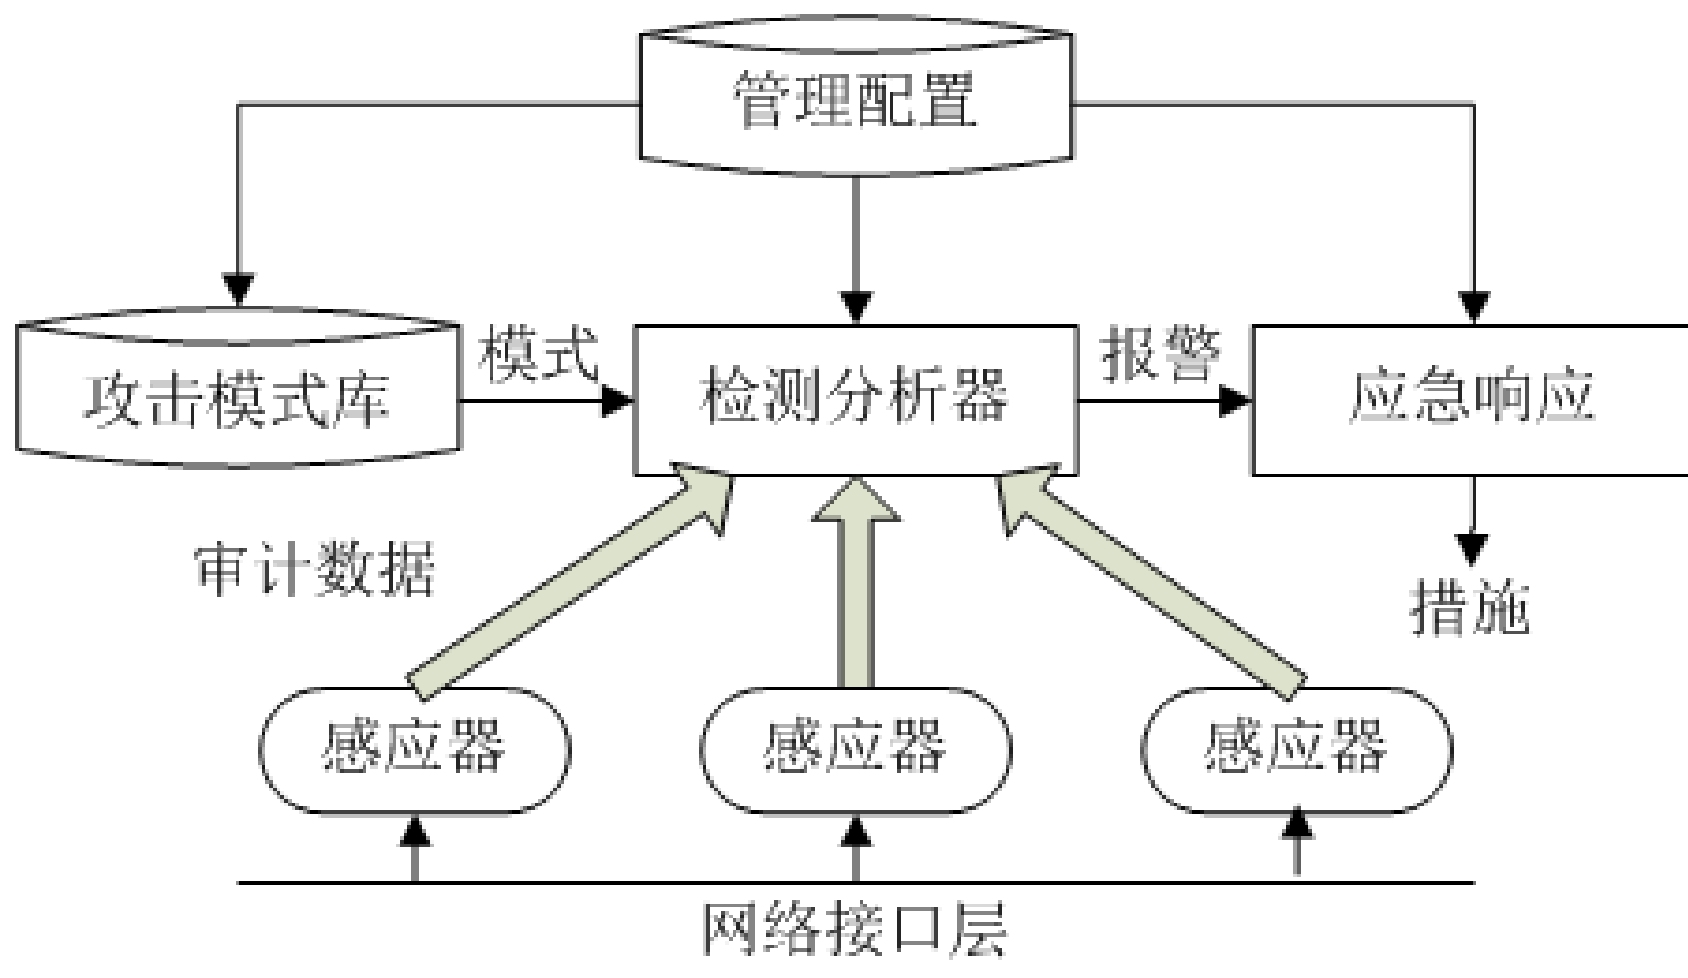 管理配置
攻击模式库
模式
检测分析器
报警
应急响应
审计数据
措施
感应器
感应器
感应器
网络接口层